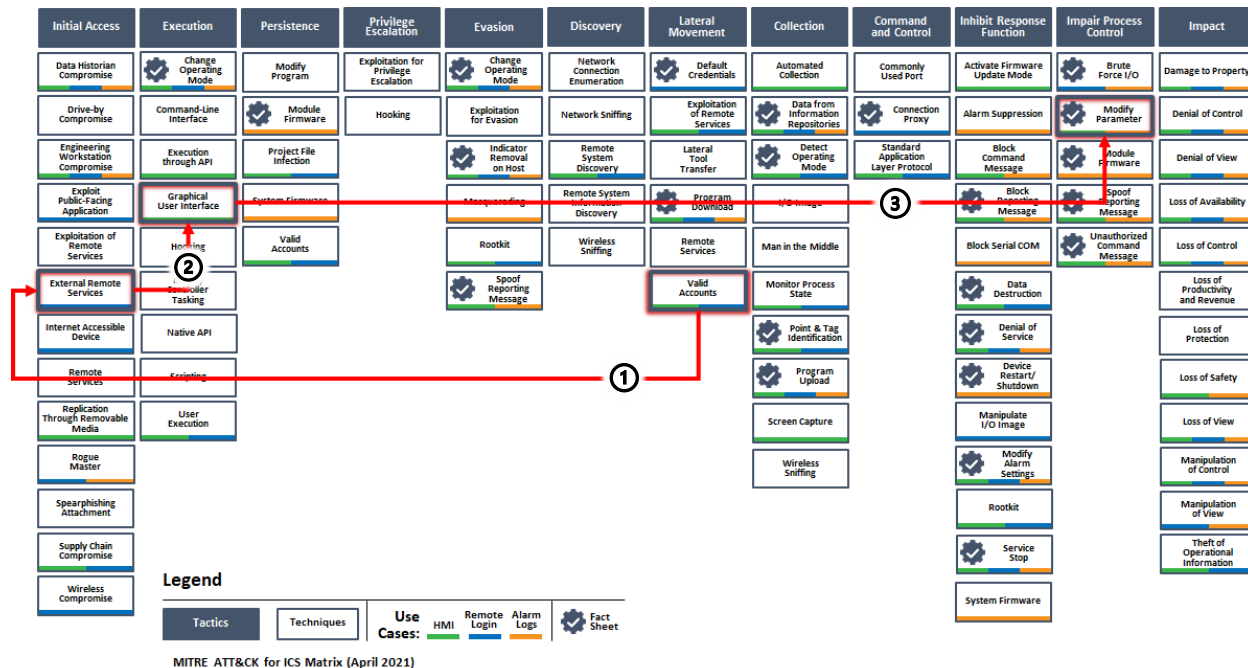 Initial Access
Execution
Persistence
Privilege
Escalation
Evasion
Discovery
Lateral
Movement
Collection
Command
and Control
Inhibit Response
Function
Impair Process
Control
Impact
Data Historian
Compromise
Drive-by
Compromise
Engineering
Workstation
Compromise
Exploit
Public-Facing
Application
Exploitation of
Remote
Services
External Remote
Services
Internet Accessible
Device
Remote
Services
Replication
Through Removable
Media
Rogue
Master
Spearphishing
Attachment
Supply Chain
Compromise
Wireless
Compromise
Change
Operating
Mode
Command-Line
Interface
Execution
through API
Graphical
User Interface
Hooking
Controller
Tasking
Native API
Scripting
User
Execution
Modify
Program
Module
Firmware
Project File
Infection
System Firmware
Valid
Accounts
Exploitation for
Privilege
Escalation
Hooking
Change
Operating
Mode
Exploitation
for Evasion
Indicator
Removal
on Host
Masquerading
Rootkit
Spoof
Reporting
Message
Network
Connection
Enumeration
Network Sniffing
Remote
System
Discovery
Remote System
Information
Discovery
Wireless
Sniffing
Default
Credentials
Exploitation
of Remote
Services
Lateral
Tool
Transfer
Program
Download
Remote
Services
Valid
Accounts
Automated
Collection
Data from
Information
Repositories
Detect
Operating
Mode
I/O Image
Man in the Middle
Monitor Process
State
Point & Tag
Identification
Program
Upload
Screen Capture
Wireless
Sniffing
Commonly
Used Port
Connection
Proxy
Standard
Application
Layer Protocol
Activate Firmware
Update Mode
Alarm Suppression
Block
Command
Message
Block
Reporting
Message
Block Serial COM
Data
Destruction
Denial of
Service
Device
Restart/
Shutdown
Manipulate
I/O Image
Modify
Alarm
Settings
Rootkit
Service
Stop
System Firmware
Brute
Force I/O
Modify
Parameter
Module
Firmware
Spoof
Reporting
Message
Unauthorized
Command
Message
Damage to Property
Denial of Control
Denial of View
Loss of Availability
Loss of Control
Loss of
Productivity
and Revenue
Loss of
Protection
Loss of Safety
Loss of View
Manipulation
of Control
Manipulation
of View
Theft of
Operational
Information
1
2
3
Legend
Tactics
Techniques
Use
Cases:
HMI
Remote
Login
Alarm
Logs
Fact
Sheet
MITRE ATT&CK for ICS Matrix (April 2021)